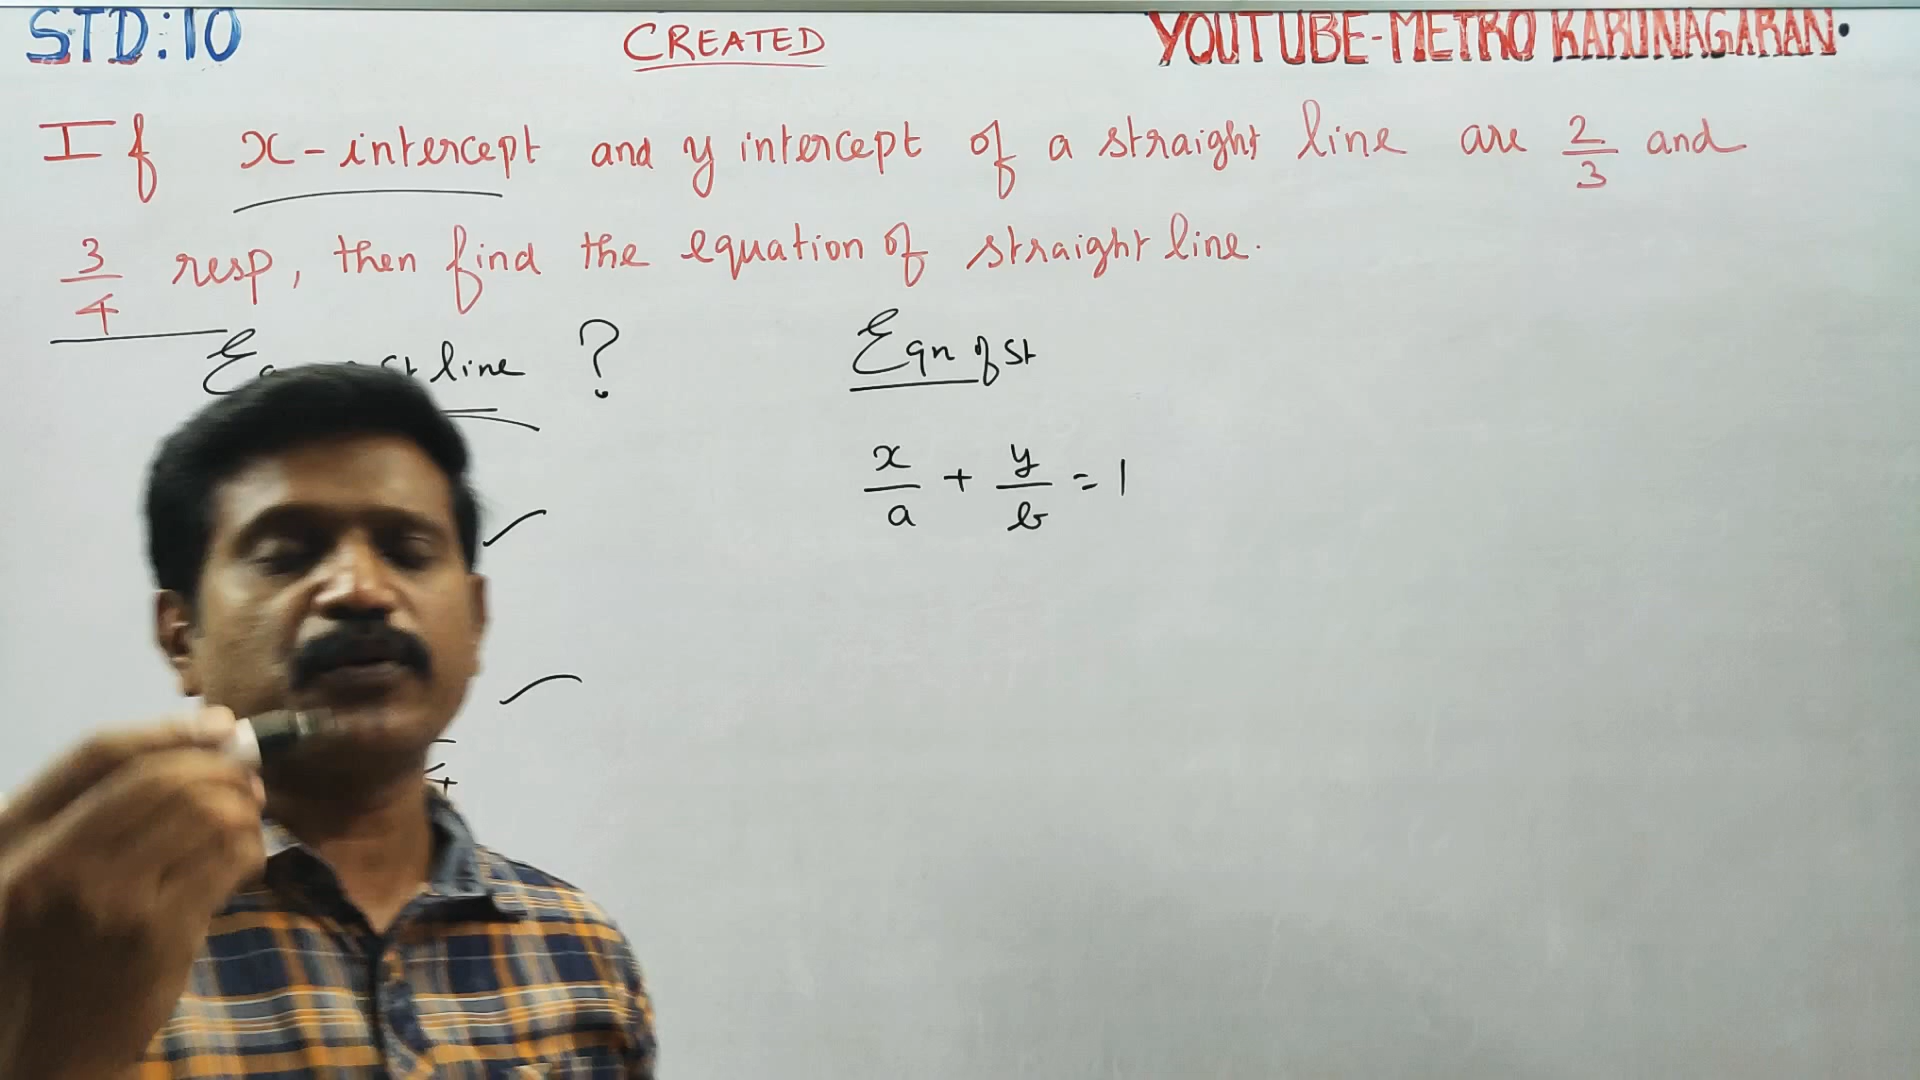 STD:10
CREATED
YOUTUBE-METRO KARUNAGARAN.
If x-intercept and y intercept of a straight line are 2/3 and
3/4 resp, then find the equation of straight line.
line ?
Eqn of st
x/a + y/b = 1